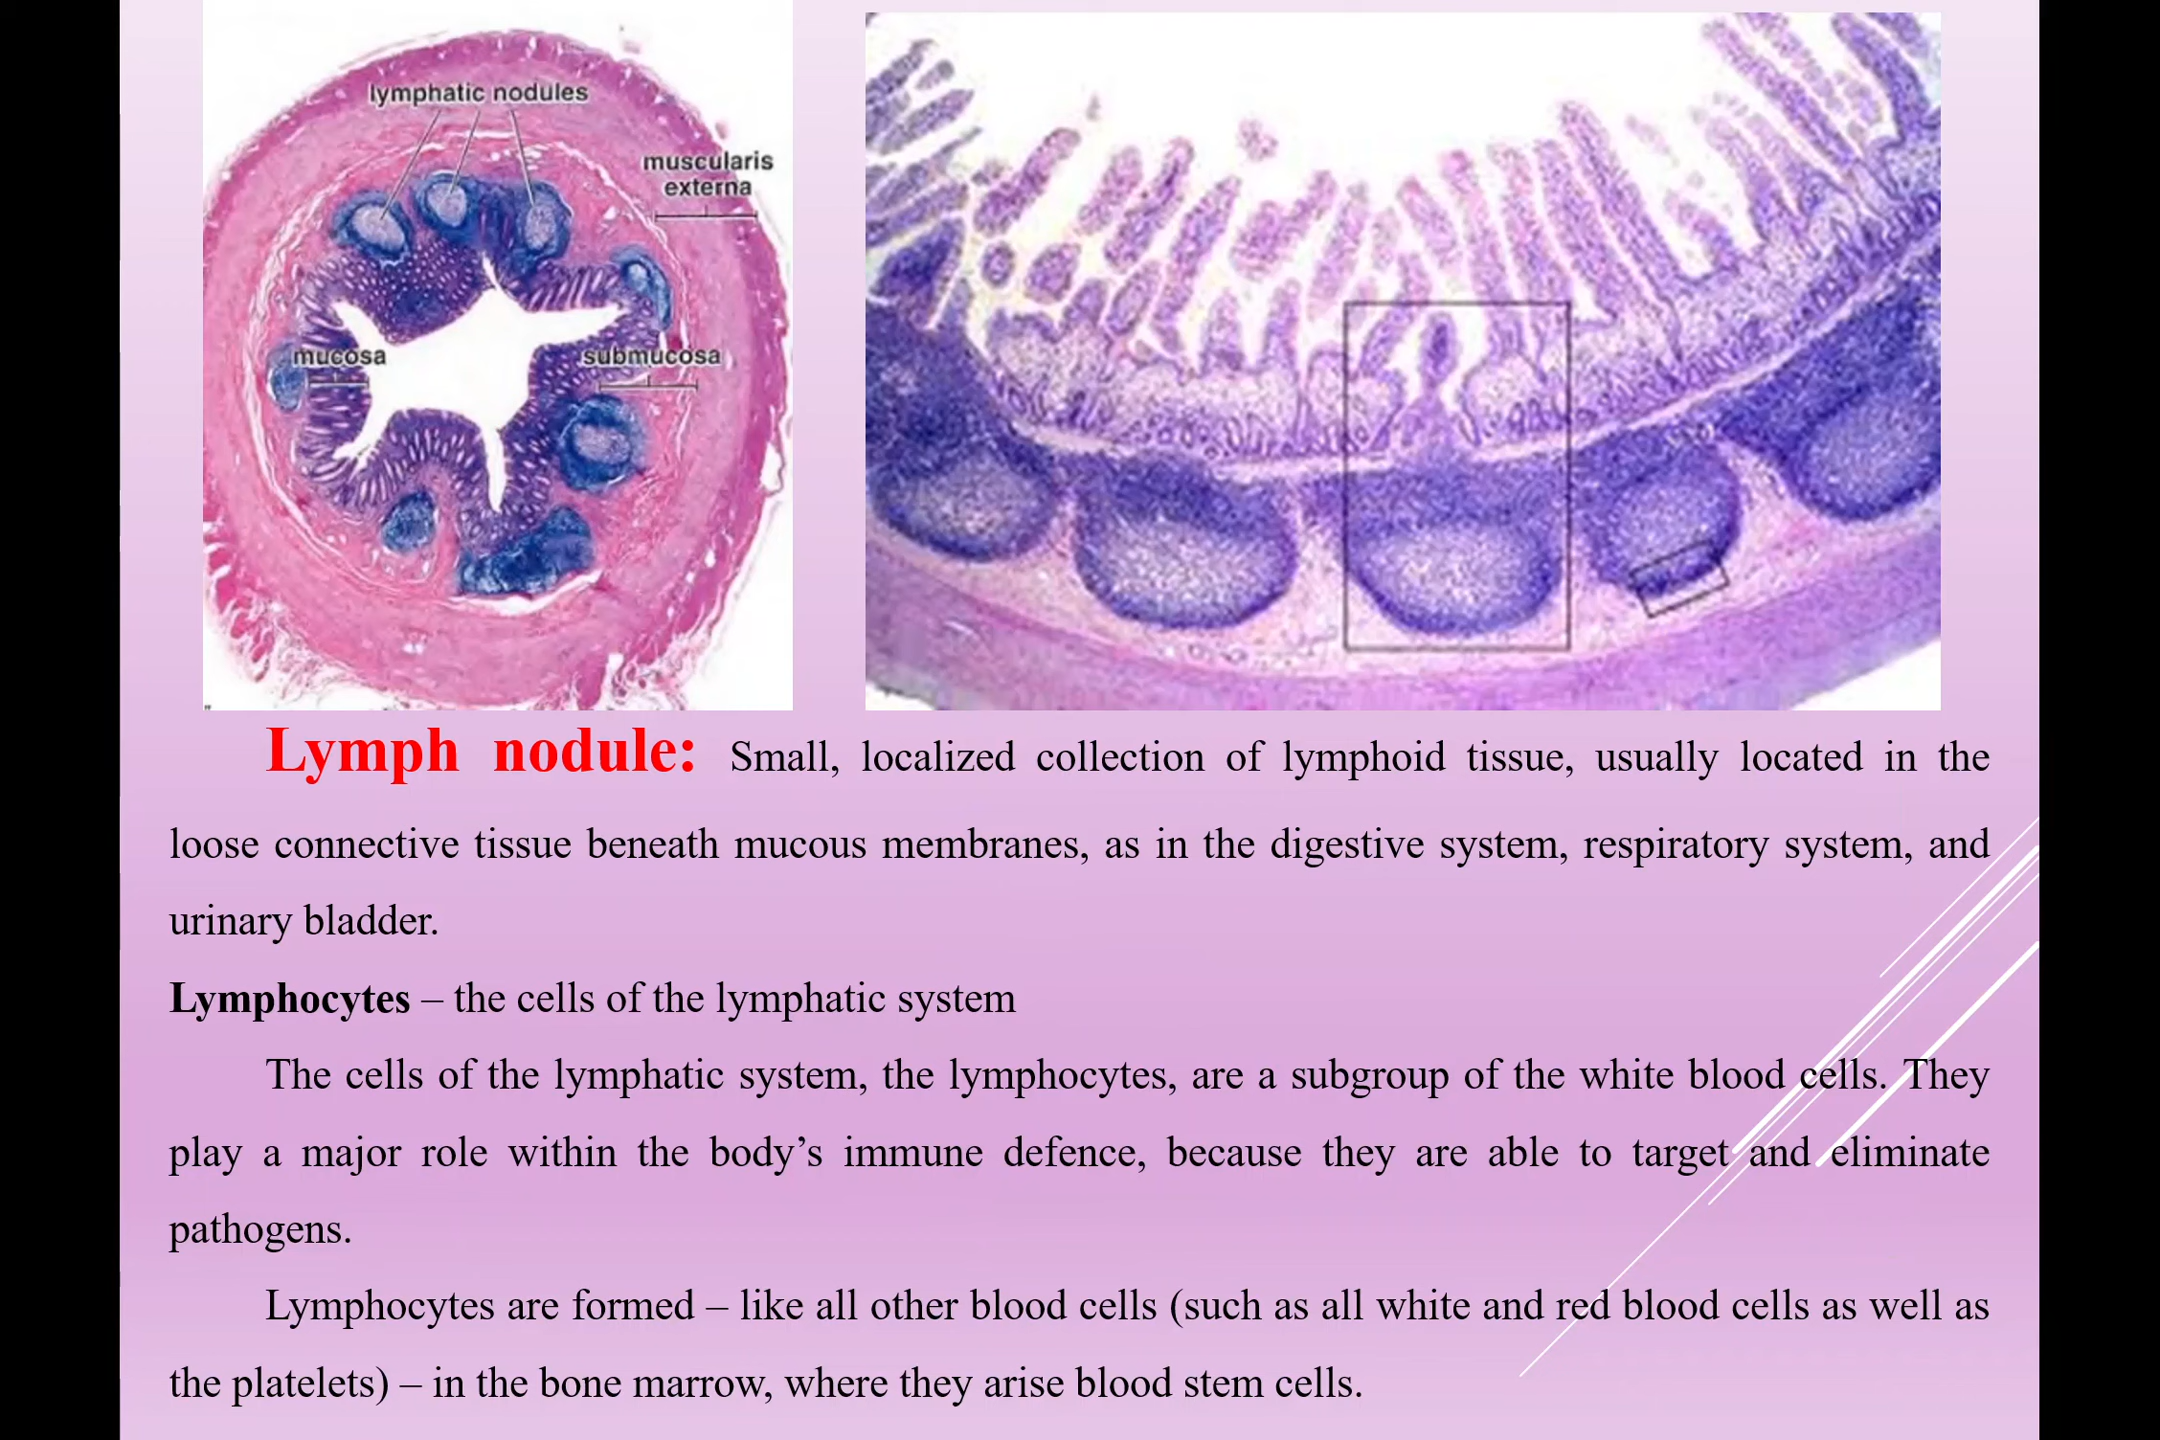 lymphatic nodules
muscularis
externa
mucosa
submucosa
Lymph nodule: Small, localized collection of lymphoid tissue, usually located in the
loose connective tissue beneath mucous membranes, as in the digestive system, respiratory system, and
urinary bladder.
Lymphocytes – the cells of the lymphatic system
The cells of the lymphatic system, the lymphocytes, are a subgroup of the white blood cells. They
play a major role within the body’s immune defence, because they are able to target and eliminate
pathogens.
Lymphocytes are formed – like all other blood cells (such as all white and red blood cells as well as
the platelets) – in the bone marrow, where they arise blood stem cells.